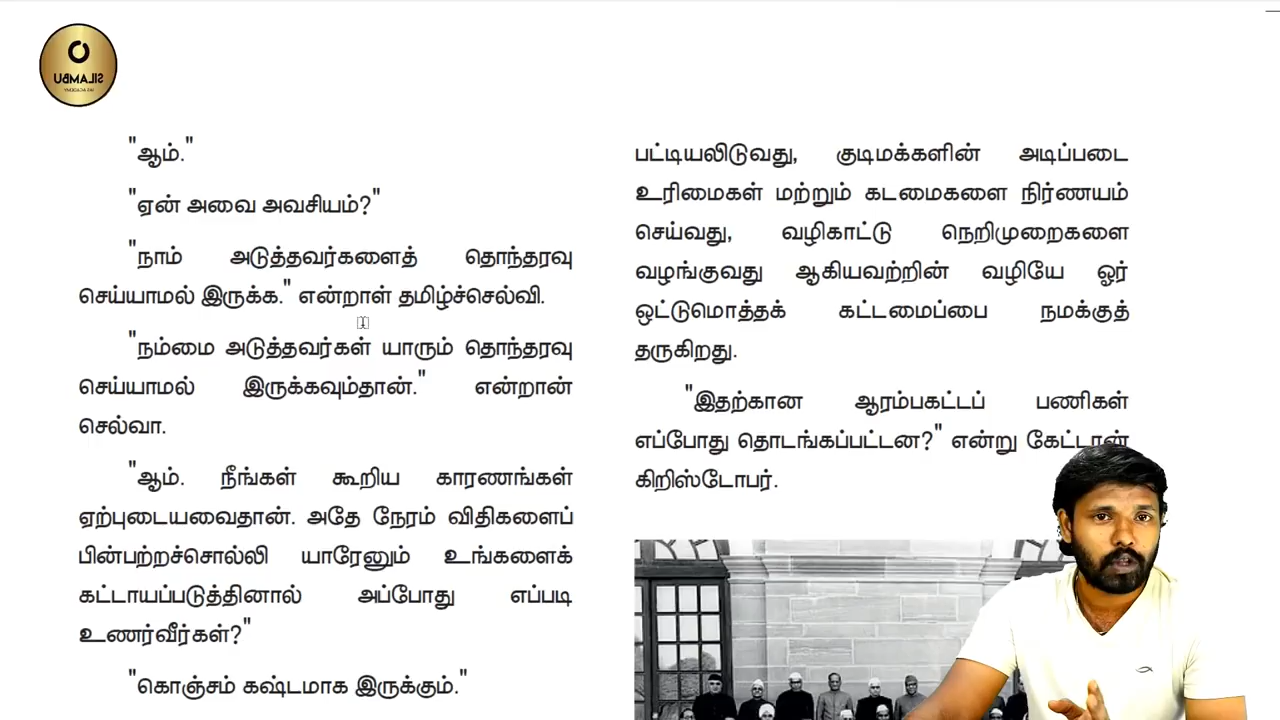 SILAMBU
IAS ACADEMY
"ஆம்."
"ஏன் அவை அவசியம்?"
"நாம் அடுத்தவர்களைத் தொந்தரவு
செய்யாமல் இருக்க." என்றாள் தமிழ்ச்செல்வி.
"நம்மை அடுத்தவர்கள் யாரும் தொந்தரவு
செய்யாமல் இருக்கவும்தான்." என்றான்
செல்வா.
"ஆம். நீங்கள் கூறிய காரணங்கள்
ஏற்புடையவைதான். அதே நேரம் விதிகளைப்
பின்பற்றச்சொல்லி யாரேனும் உங்களைக்
கட்டாயப்படுத்தினால் அப்போது எப்படி
உணர்வீர்கள்?"
"கொஞ்சம் கஷ்டமாக இருக்கும்."
பட்டியலிடுவது, குடிமக்களின் அடிப்படை
உரிமைகள் மற்றும் கடமைகளை நிர்ணயம்
செய்வது, வழிகாட்டு நெறிமுறைகளை
வழங்குவது ஆகியவற்றின் வழியே ஓர்
ஒட்டுமொத்தக் கட்டமைப்பை நமக்குத்
தருகிறது.
"இதற்கான ஆரம்பகட்டப் பணிகள்
எப்போது தொடங்கப்பட்டன?" என்று கேட்டான்
கிறிஸ்டோபர்.